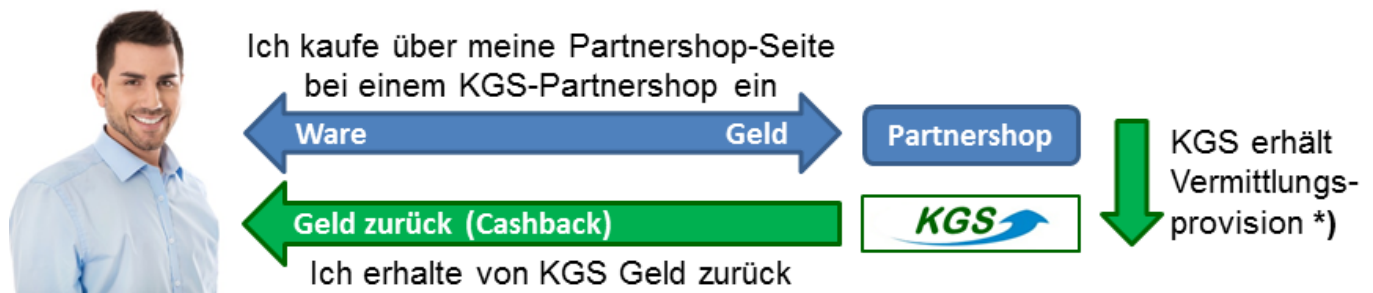 Ich kaufe über meine Partnershop-Seite
bei einem KGS-Partnershop ein
Ware Geld
Partnershop
KGS erhält
Vermittlungs-
provision *)
Geld zurück (Cashback)
KGS
Ich erhalte von KGS Geld zurück